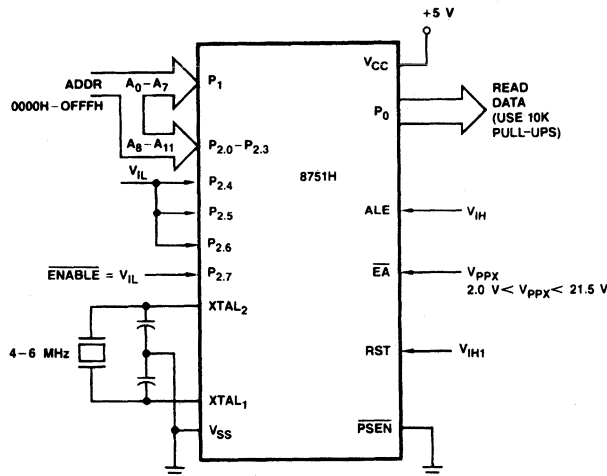 +5 V
VCC
ADDR
0000H-OFFFH
A0-A7
P1
READ
DATA
(USE 10K
PULL-UPS)
P0
A8-A11
P2.0-P2.3
8751H
VIL
P2.4
P2.5
P2.6
ALE
VIH
ENABLE = VIL
P2.7
EA
VPPX
2.0 V < VPPX < 21.5 V
XTAL2
4-6 MHz
RST
VIH1
XTAL1
VSS
PSEN